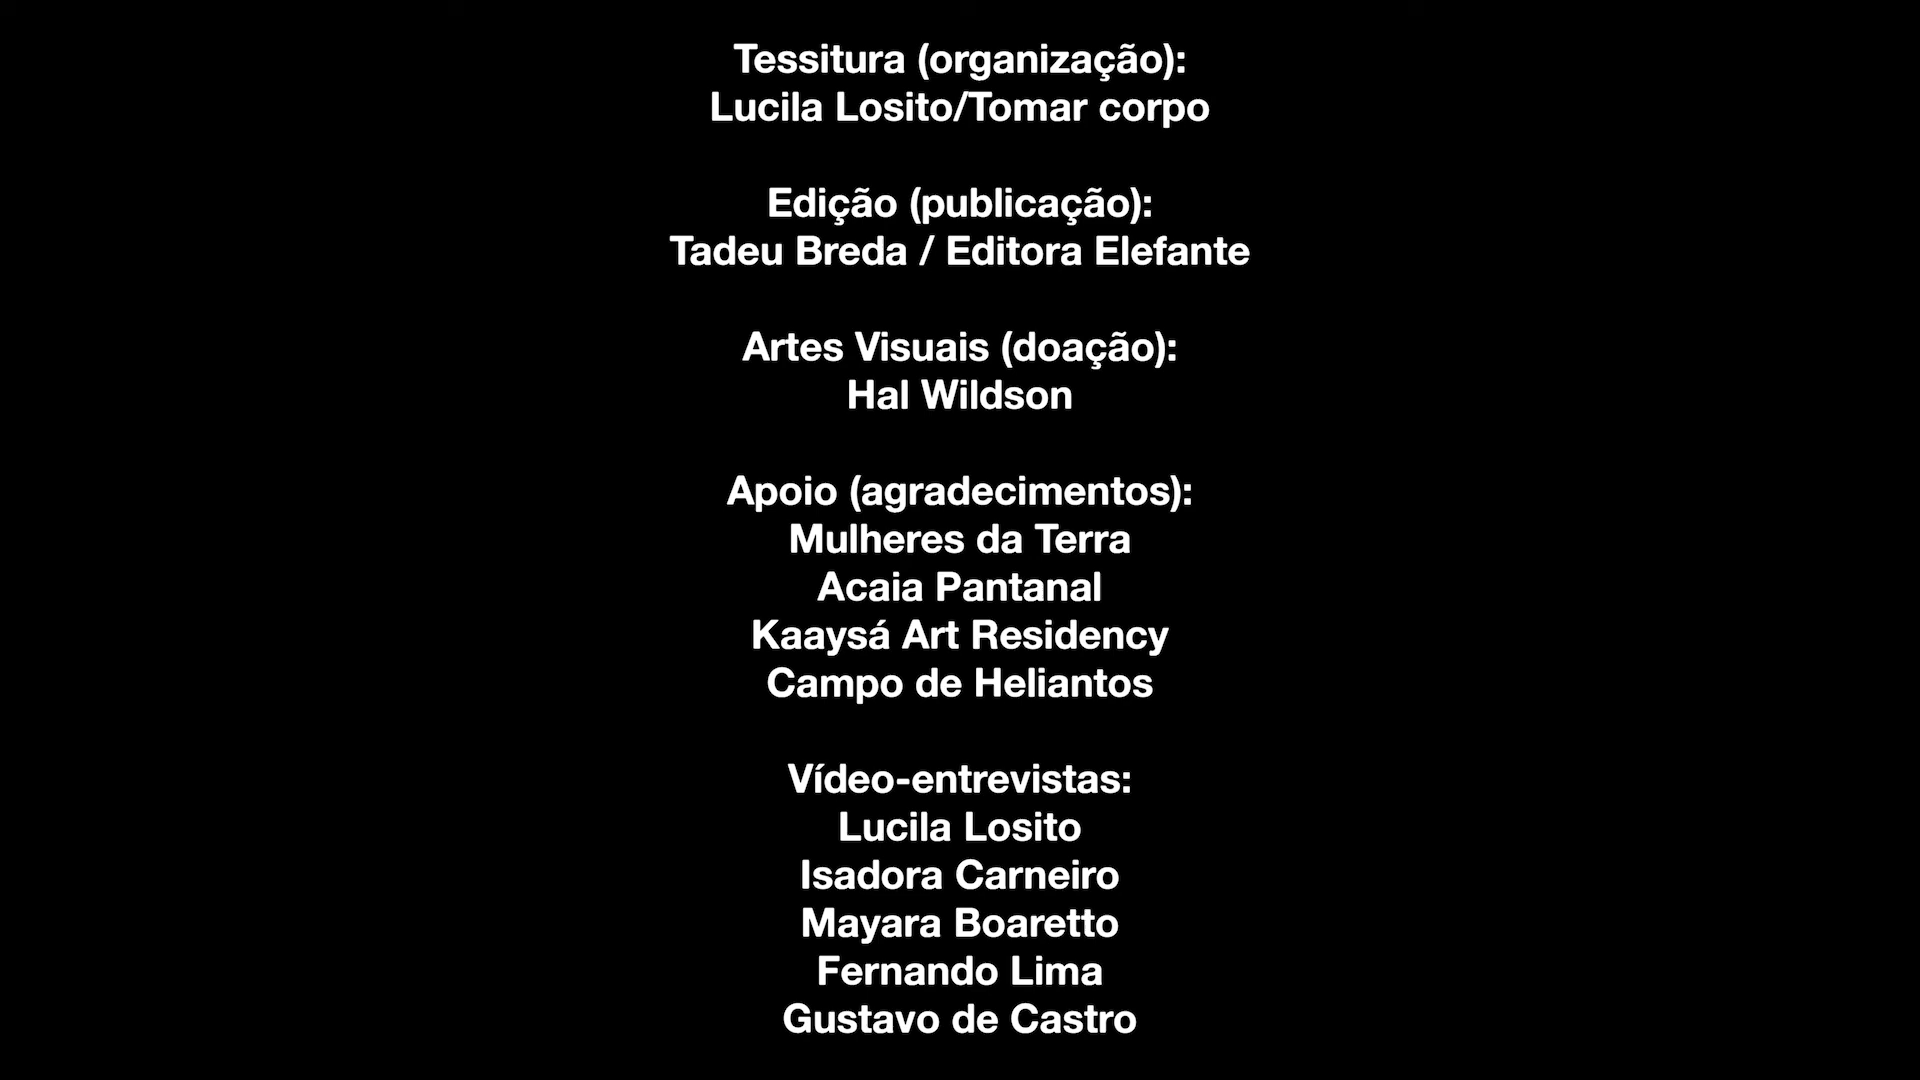 Tessitura (organização):
Lucila Losito/Tomar corpo
Edição (publicação):
Tadeu Breda / Editora Elefante
Artes Visuais (doação):
Hal Wildson
Apoio (agradecimentos):
Mulheres da Terra
Acaia Pantanal
Kaaysá Art Residency
Campo de Heliantos
Vídeo-entrevistas:
Lucila Losito
Isadora Carneiro
Mayara Boaretto
Fernando Lima
Gustavo de Castro